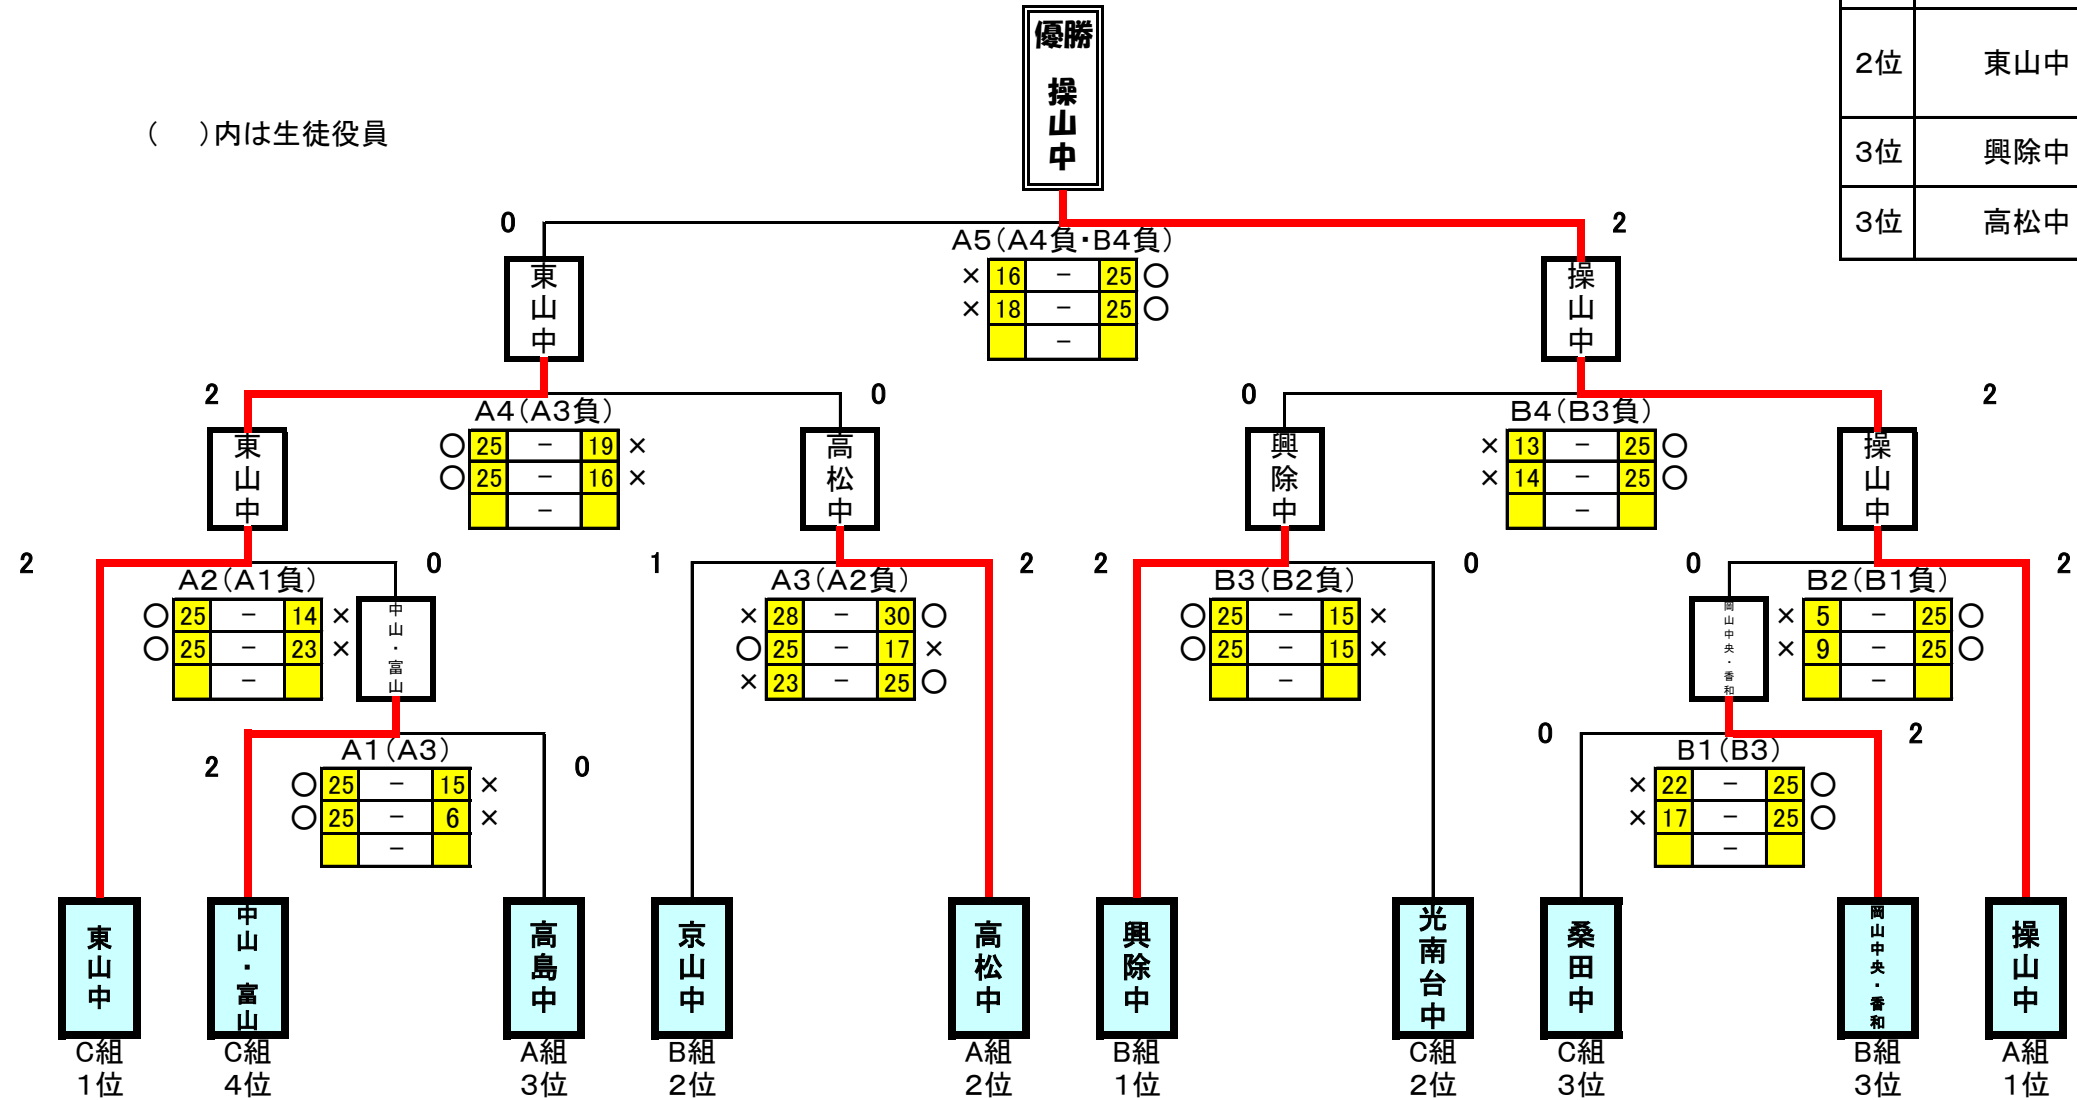 優勝
操山中
2位 東山中
3位 興除中
3位 高松中
( )内は生徒役員
0 2
A5(A4負・B4負)
× 16 − 25 ○
× 18 − 25 ○
−
東山中
操山中
2 0 0 2
A4(A3負)
○ 25 − 19 ×
○ 25 − 16 ×
−
B4(B3負)
× 13 − 25 ○
× 14 − 25 ○
−
東山中
高松中
興除中
操山中
2 0 1 2 2 0 0 2
A2(A1負)
○ 25 − 14 ×
○ 25 − 23 ×
−
A3(A2負)
× 28 − 30 ○
○ 25 − 17 ×
× 23 − 25 ○
B3(B2負)
○ 25 − 15 ×
○ 25 − 15 ×
−
B2(B1負)
× 5 − 25 ○
× 9 − 25 ○
−
中山・富山
岡山中央・香和
2 0 0 2
A1(A3)
○ 25 − 15 ×
○ 25 − 6 ×
−
B1(B3)
× 22 − 25 ○
× 17 − 25 ○
−
東山中
中山・富山
高島中
京山中
高松中
興除中
光南台中
桑田中
岡山中央・香和
操山中
C組 C組 A組 B組 A組 B組 C組 C組 B組 A組
1位 4位 3位 2位 2位 1位 2位 3位 3位 1位